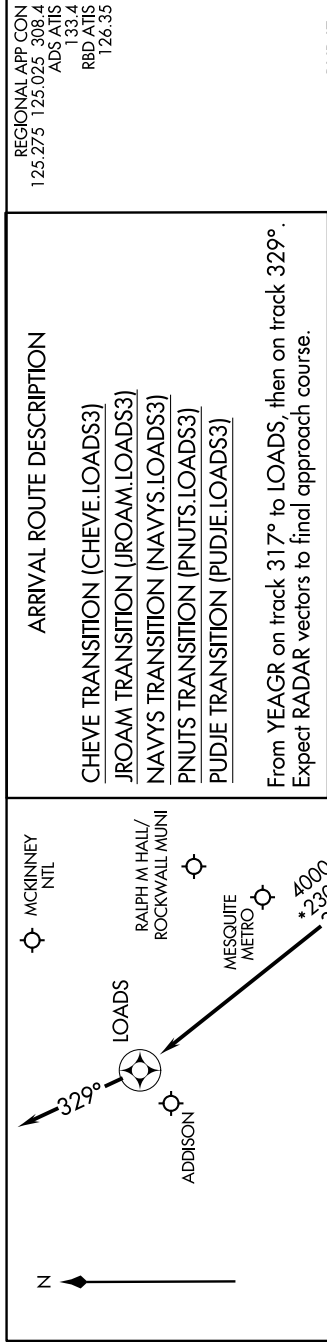 REGIONAL APP CON
125.275 125.025 308.4
ADS ATIS
133.4
RBD ATIS
126.35
ARRIVAL ROUTE DESCRIPTION
CHEVE TRANSITION (CHEVE.LOADS3)
JROAM TRANSITION (JROAM.LOADS3)
NAVYS TRANSITION (NAVYS.LOADS3)
PNUTS TRANSITION (PNUTS.LOADS3)
PUDJE TRANSITION (PUDJE.LOADS3)
From YEAGR on track 317° to LOADS, then on track 329°.
Expect RADAR vectors to final approach course.
N
MCKINNEY
NTL
RALPH M HALL/
ROCKWALL MUNI
MESQUITE
METRO
LOADS
329°
ADDISON
4000